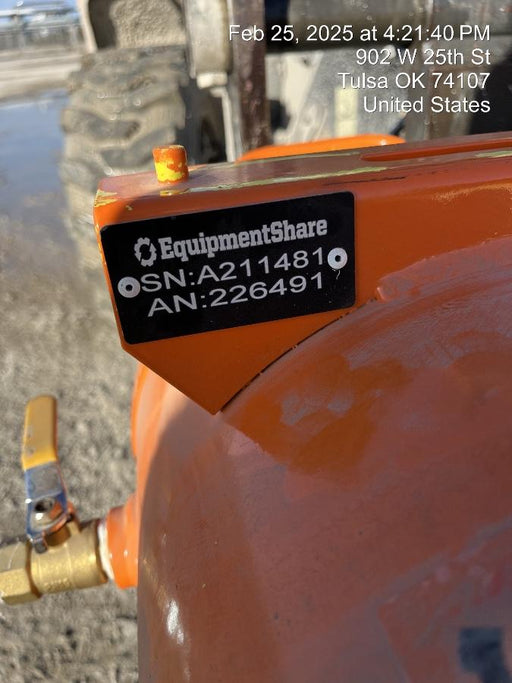 Feb 25, 2025 at 4:21:40 PM
902 W 25th St
Tulsa OK 74107
United States
EquipmentShare
SN:A211481
AN:226491